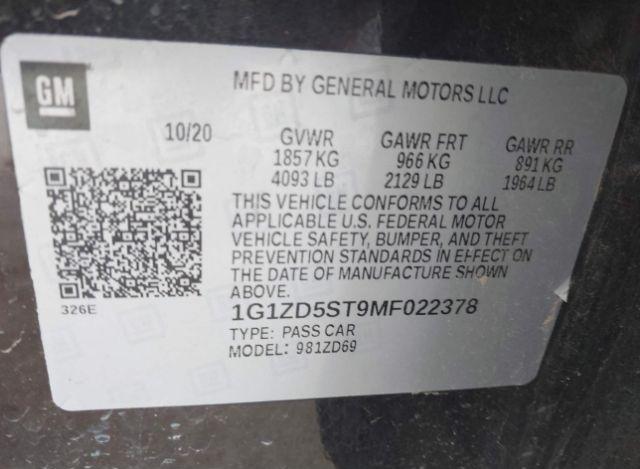 GM
MFD BY GENERAL MOTORS LLC
10/20 GVWR GAWR FRT GAWR RR
1857 KG 966 KG 891 KG
4093 LB 2129 LB 1964 LB
THIS VEHICLE CONFORMS TO ALL
APPLICABLE U.S. FEDERAL MOTOR
VEHICLE SAFETY, BUMPER, AND THEFT
PREVENTION STANDARDS IN EFFECT ON
THE DATE OF MANUFACTURE SHOWN
ABOVE.
326E
1G1ZD5ST9MF022378
TYPE: PASS CAR
MODEL: 981ZD69